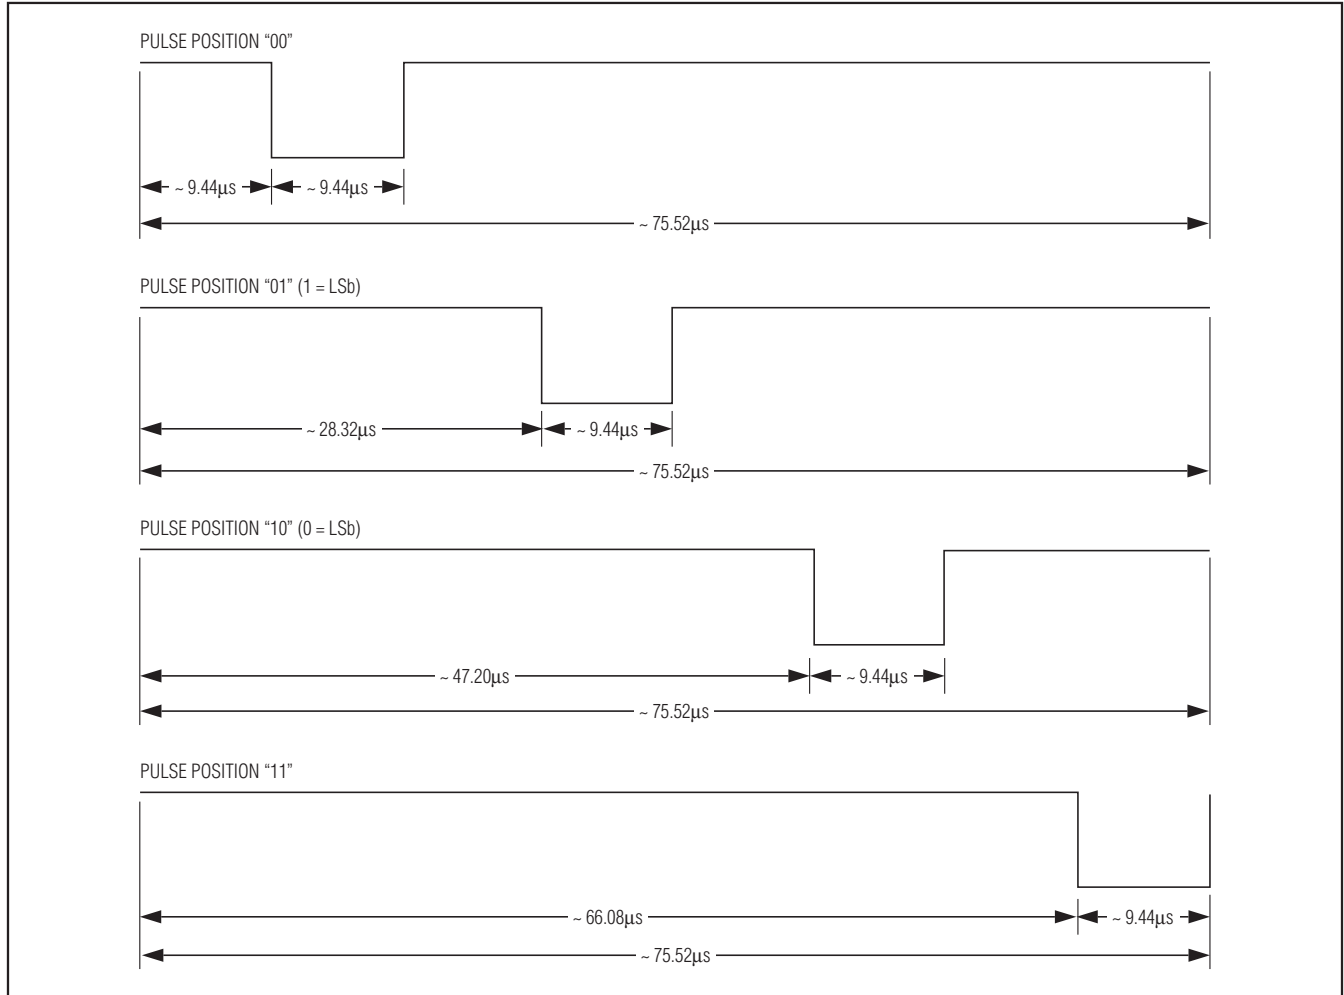 PULSE POSITION “00”
~ 9.44μs ~ 9.44μs
~ 75.52μs
PULSE POSITION “01” (1 = LSb)
~ 28.32μs ~ 9.44μs
~ 75.52μs
PULSE POSITION “10” (0 = LSb)
~ 47.20μs ~ 9.44μs
~ 75.52μs
PULSE POSITION “11”
~ 66.08μs ~ 9.44μs
~ 75.52μs